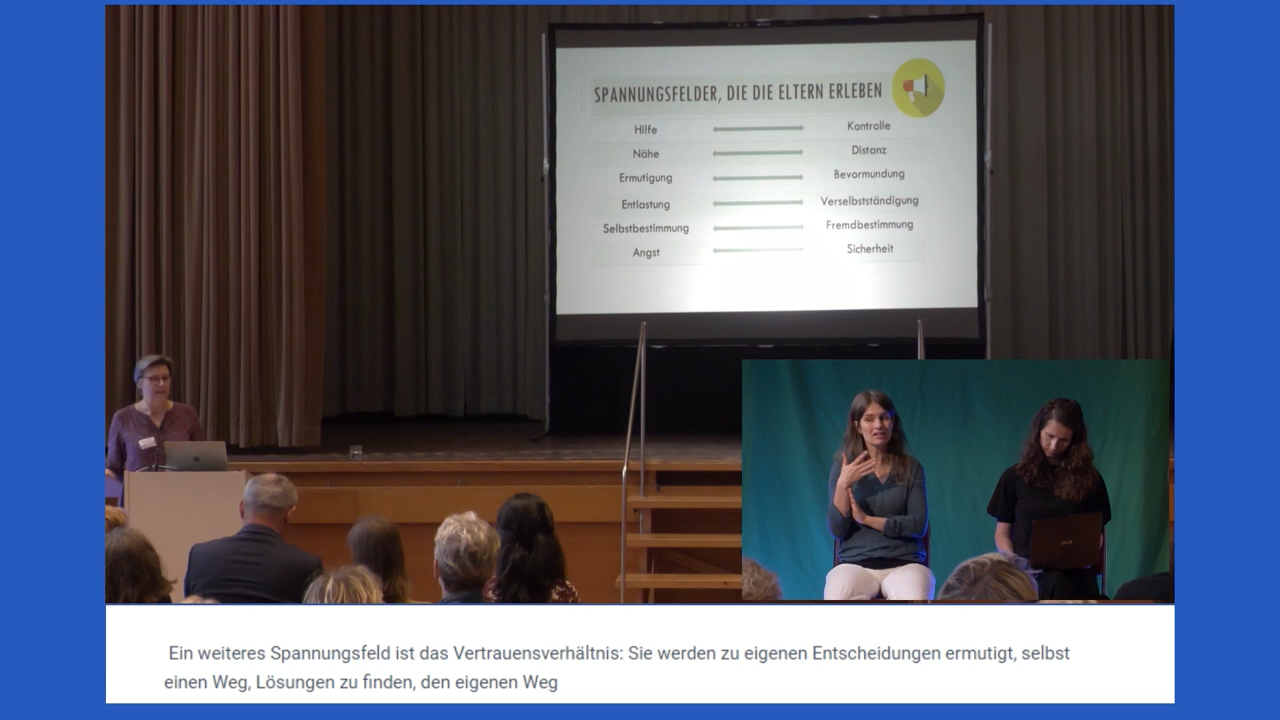 SPANNUNGSFELDER, DIE DIE ELTERN ERLEBEN
Hilfe Kontrolle
Nähe Distanz
Ermutigung Bevormundung
Entlastung Verselbstständigung
Selbstbestimmung Fremdbestimmung
Angst Sicherheit
Ein weiteres Spannungsfeld ist das Vertrauensverhältnis: Sie werden zu eigenen Entscheidungen ermutigt, selbst
einen Weg, Lösungen zu finden, den eigenen Weg